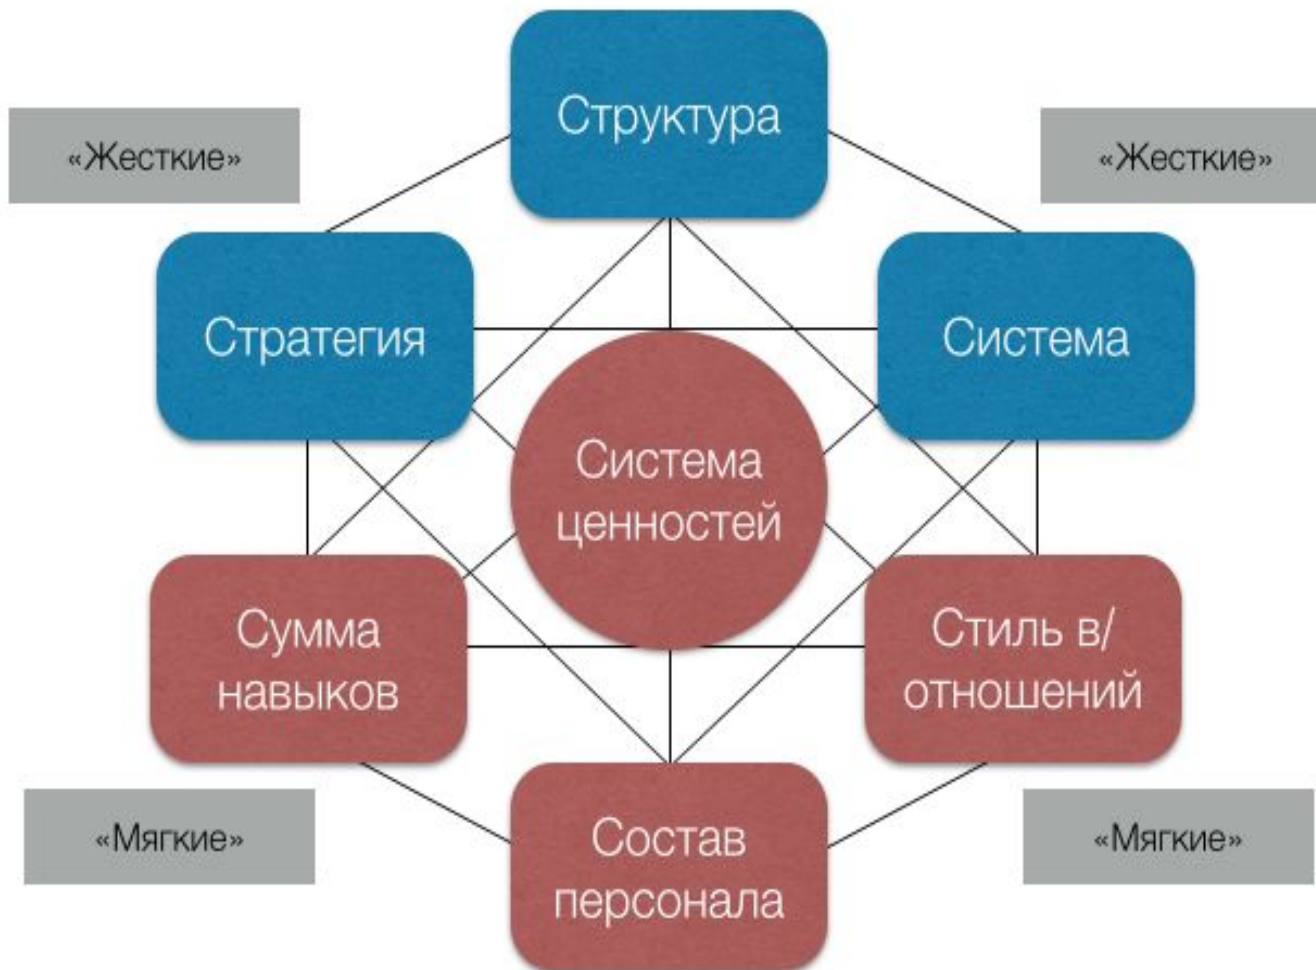 Структура
«Жесткие»
«Жесткие»
Стратегия
Система
Система
ценностей
Сумма
навыков
Стиль в/
отношений
«Мягкие»
«Мягкие»
Состав
персонала